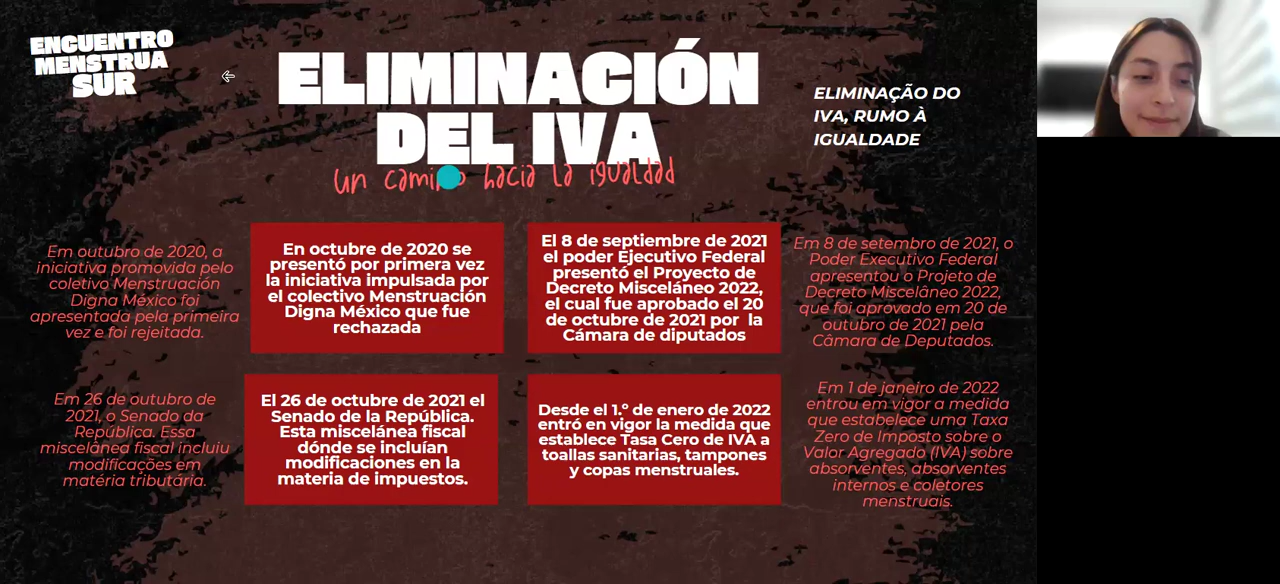 ENCUENTRO
MENSTRUA
SUR
ELIMINACIÓN
DEL IVA
un camino hacia la igualdad
ELIMINAÇÃO DO
IVA, RUMO À
IGUALDADE
Em outubro de 2020, a
iniciativa promovida pelo
coletivo Menstruación
Digna México foi
apresentada pela primeira
vez e foi rejeitada.
En octubre de 2020 se
presentó por primera vez
la iniciativa impulsada por
el colectivo Menstruación
Digna México que fue
rechazada
El 8 de septiembre de 2021
el poder Ejecutivo Federal
presentó el Proyecto de
Decreto Misceláneo 2022,
el cual fue aprobado el 20
de octubre de 2021 por la
Cámara de diputados
Em 8 de setembro de 2021, o
Poder Executivo Federal
apresentou o Projeto de
Decreto Miscelâneo 2022,
que foi aprovado em 20 de
outubro de 2021 pela
Câmara de Deputados.
Em 26 de outubro de
2021, o Senado da
República. Essa
miscelânea fiscal incluiu
modificações em
matéria tributária.
El 26 de octubre de 2021 el
Senado de la República.
Esta miscelánea fiscal
dónde se incluían
modificaciones en la
materia de impuestos.
Desde el 1.º de enero de 2022
entró en vigor la medida que
establece Tasa Cero de IVA a
toallas sanitarias, tampones
y copas menstruales.
Em 1 de janeiro de 2022
entrou em vigor a medida
que estabelece uma Taxa
Zero de Imposto sobre o
Valor Agregado (IVA) sobre
absorventes, absorventes
internos e coletores
menstruais.